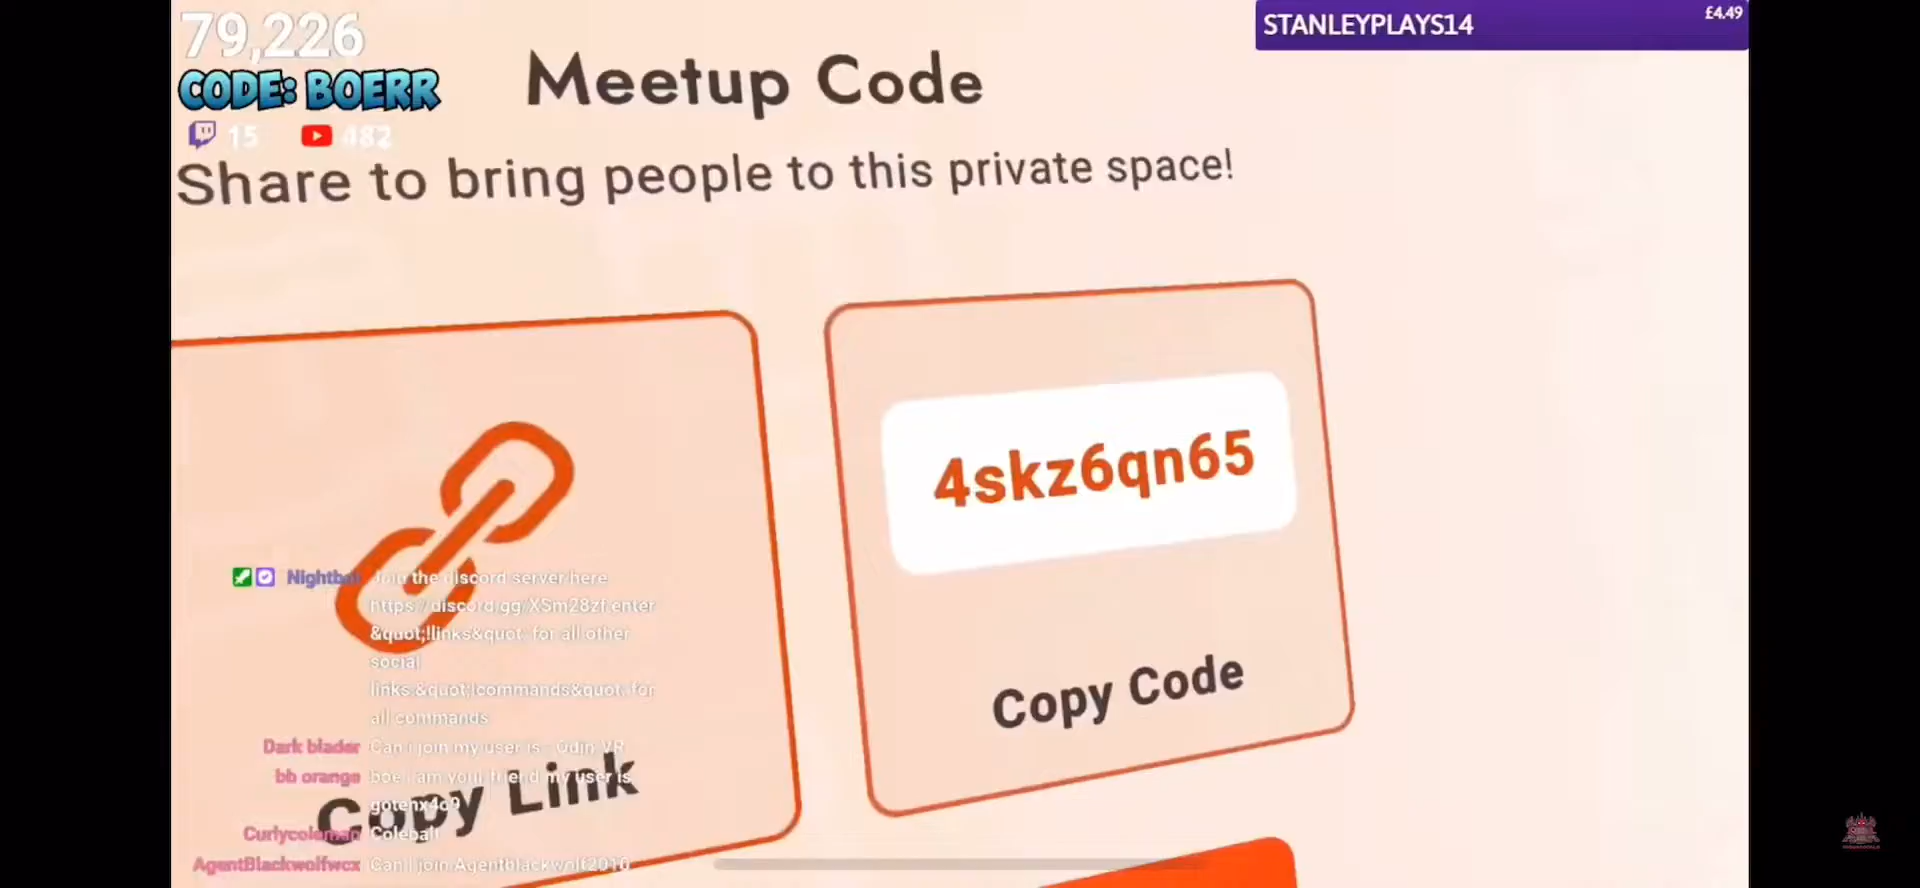 79,226
CODE: BOERR
15 482
STANLEYPLAYS14
£4.49
Meetup Code
Share to bring people to this private space!
4skz6qn65
Copy Code
Copy Link
Nightbot Join the discord server here
https://discord.gg/XSm28zf enter
&quot;!links&quot; for all other
social
links.&quot;!commands&quot; for
all commands
Dark blader Can i join my user is : Odin VR
bb orange boe i am your friend my user is
gotenx4o9
Curlycoleman Coleball
AgentBlackwolfwcx Can I join Agentblackwolf2010